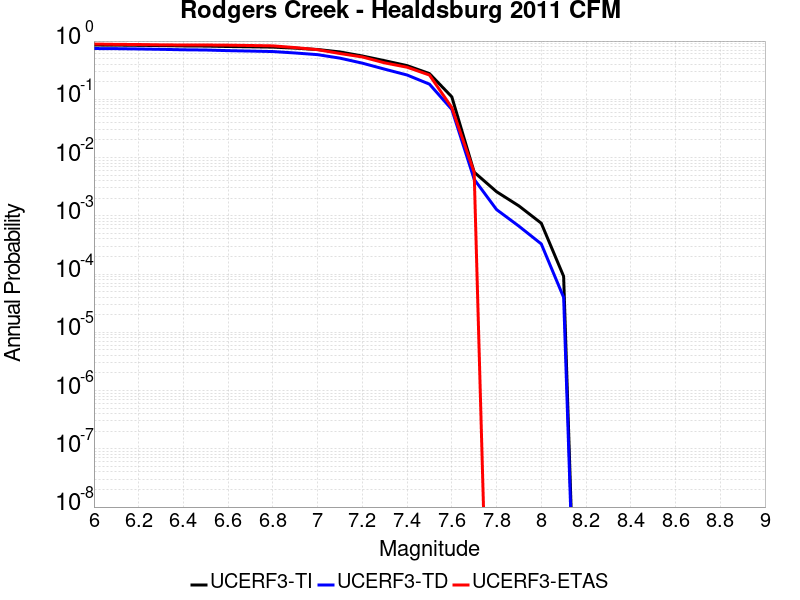 Rodgers Creek - Healdsburg 2011 CFM
Annual Probability
10^0
10^-1
10^-2
10^-3
10^-4
10^-5
10^-6
10^-7
10^-8
6 6.2 6.4 6.6 6.8 7 7.2 7.4 7.6 7.8 8 8.2 8.4 8.6 8.8 9
Magnitude
UCERF3-TI UCERF3-TD UCERF3-ETAS